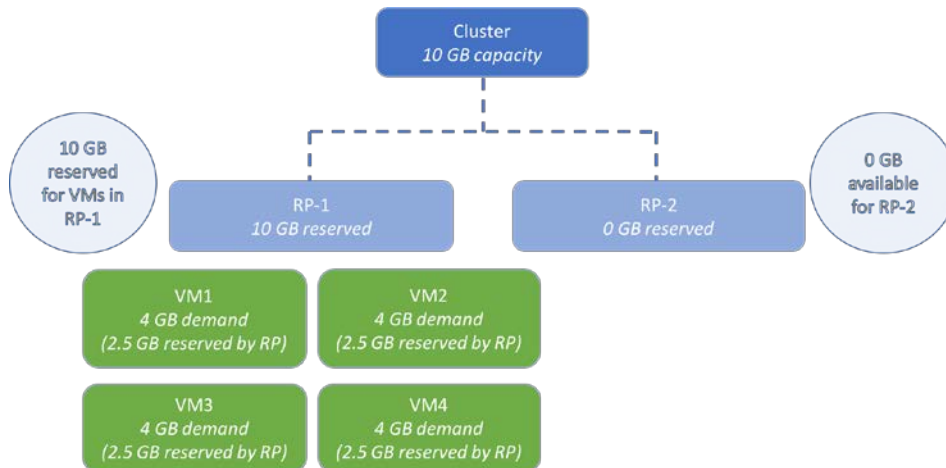 Cluster
10 GB capacity
10 GB
reserved
for VMs in
RP-1
0 GB
available
for RP-2
RP-1
10 GB reserved
RP-2
0 GB reserved
VM1
4 GB demand
(2.5 GB reserved by RP)
VM2
4 GB demand
(2.5 GB reserved by RP)
VM3
4 GB demand
(2.5 GB reserved by RP)
VM4
4 GB demand
(2.5 GB reserved by RP)